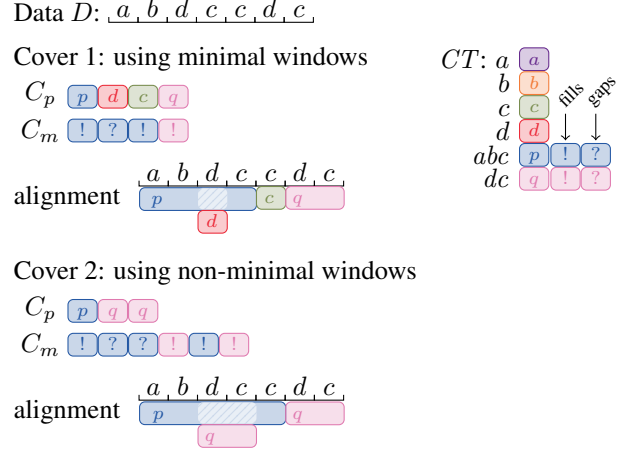 Data D: a b d c c d c
Cover 1: using minimal windows
C_p p d c q
C_m ! ? ! !
a b d c c d c
alignment p c q
d
CT: a a
b b
c c fills gaps
d d
abc p ! ?
dc q ! ?
Cover 2: using non-minimal windows
C_p p q q
C_m ! ? ? ! ! !
a b d c c d c
alignment p q
q